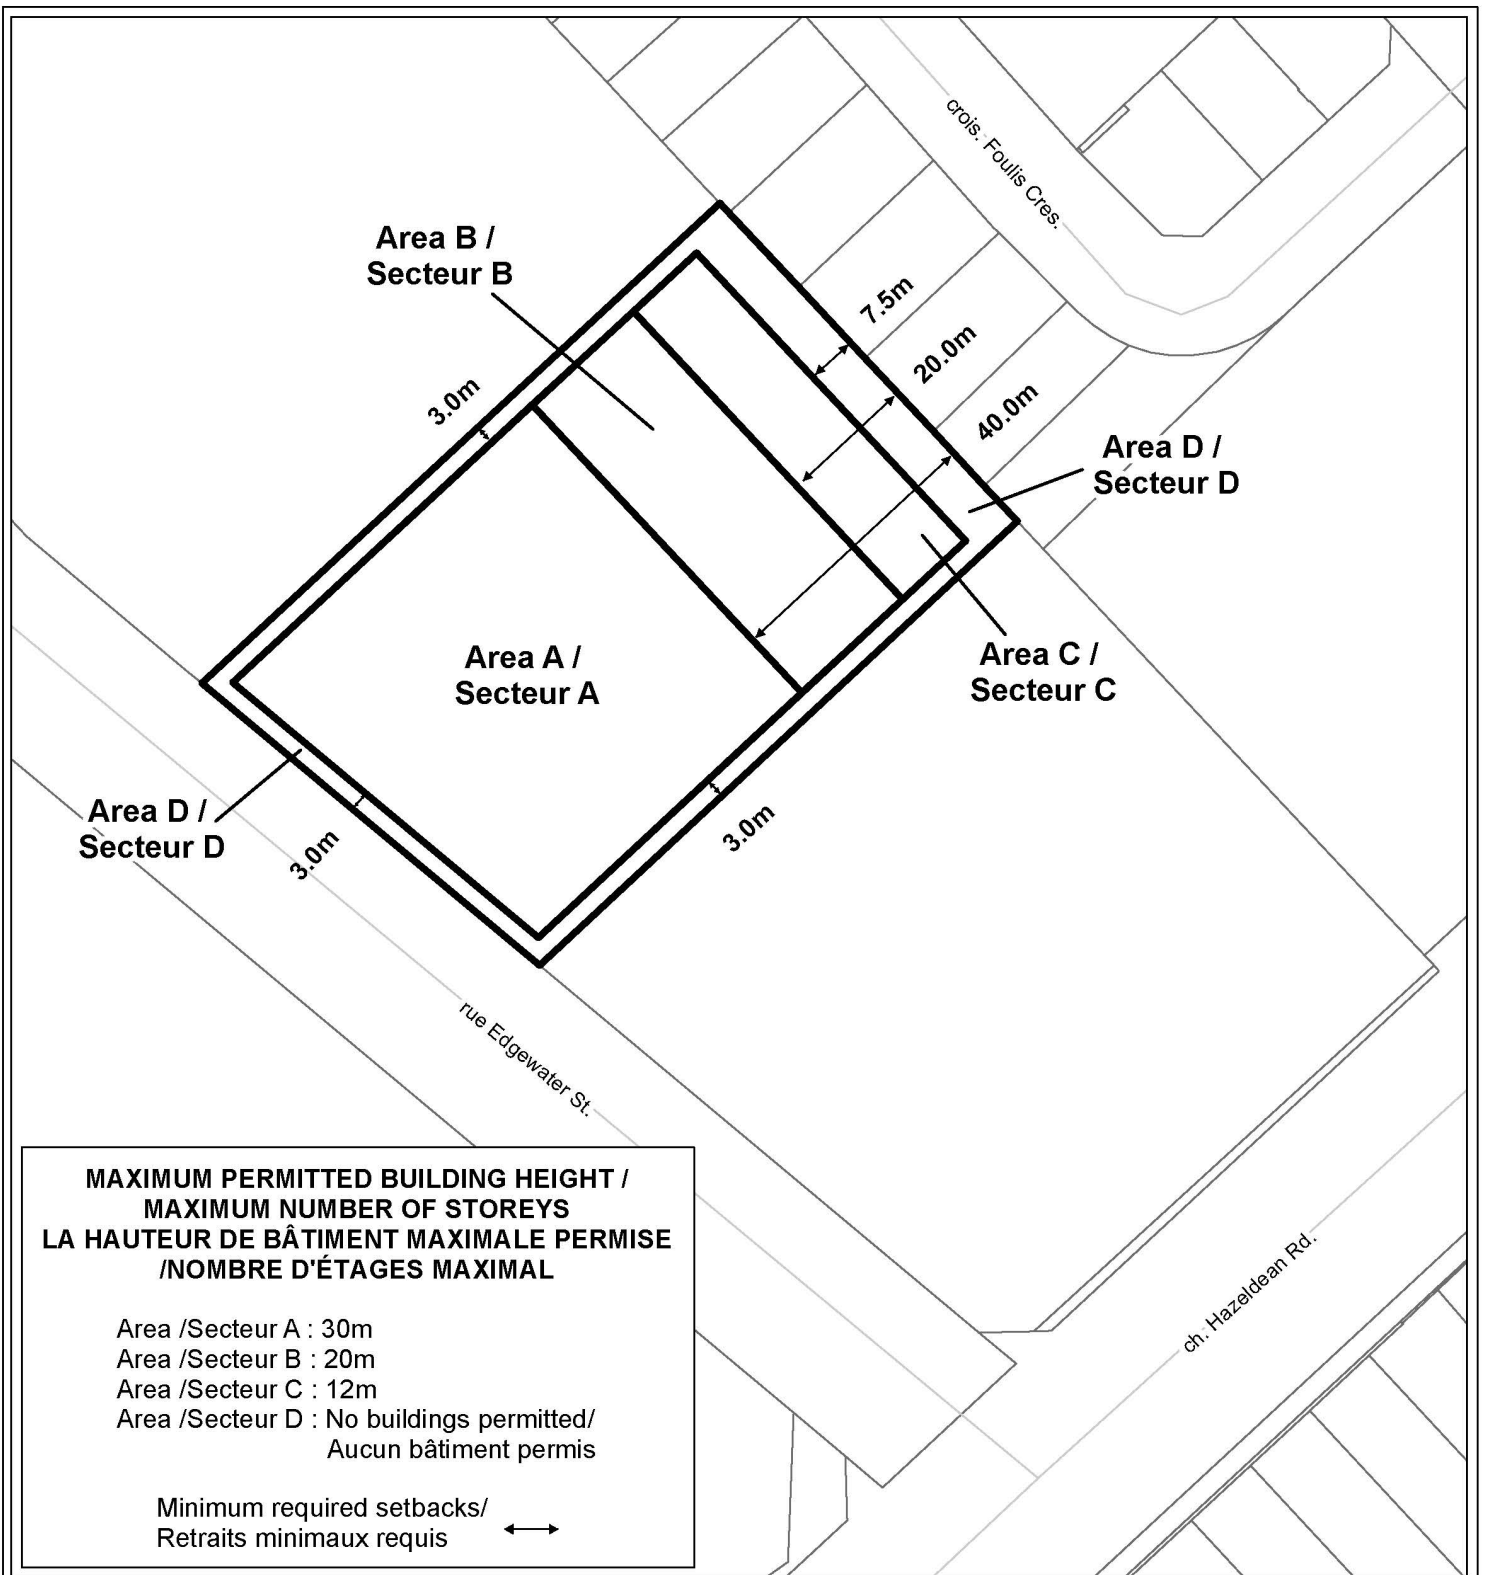 crois. Foulis Cres.
Area B /
Secteur B
7.5m
20.0m
40.0m
3.0m
Area D /
Secteur D
Area A /
Secteur A
Area C /
Secteur C
Area D /
Secteur D
3.0m
3.0m
rue Edgewater St.
ch. Hazeldean Rd.
MAXIMUM PERMITTED BUILDING HEIGHT /
MAXIMUM NUMBER OF STOREYS
LA HAUTEUR DE BÂTIMENT MAXIMALE PERMISE
/NOMBRE D'ÉTAGES MAXIMAL
Area /Secteur A : 30m
Area /Secteur B : 20m
Area /Secteur C : 12m
Area /Secteur D : No buildings permitted/
Aucun bâtiment permis
Minimum required setbacks/
Retraits minimaux requis